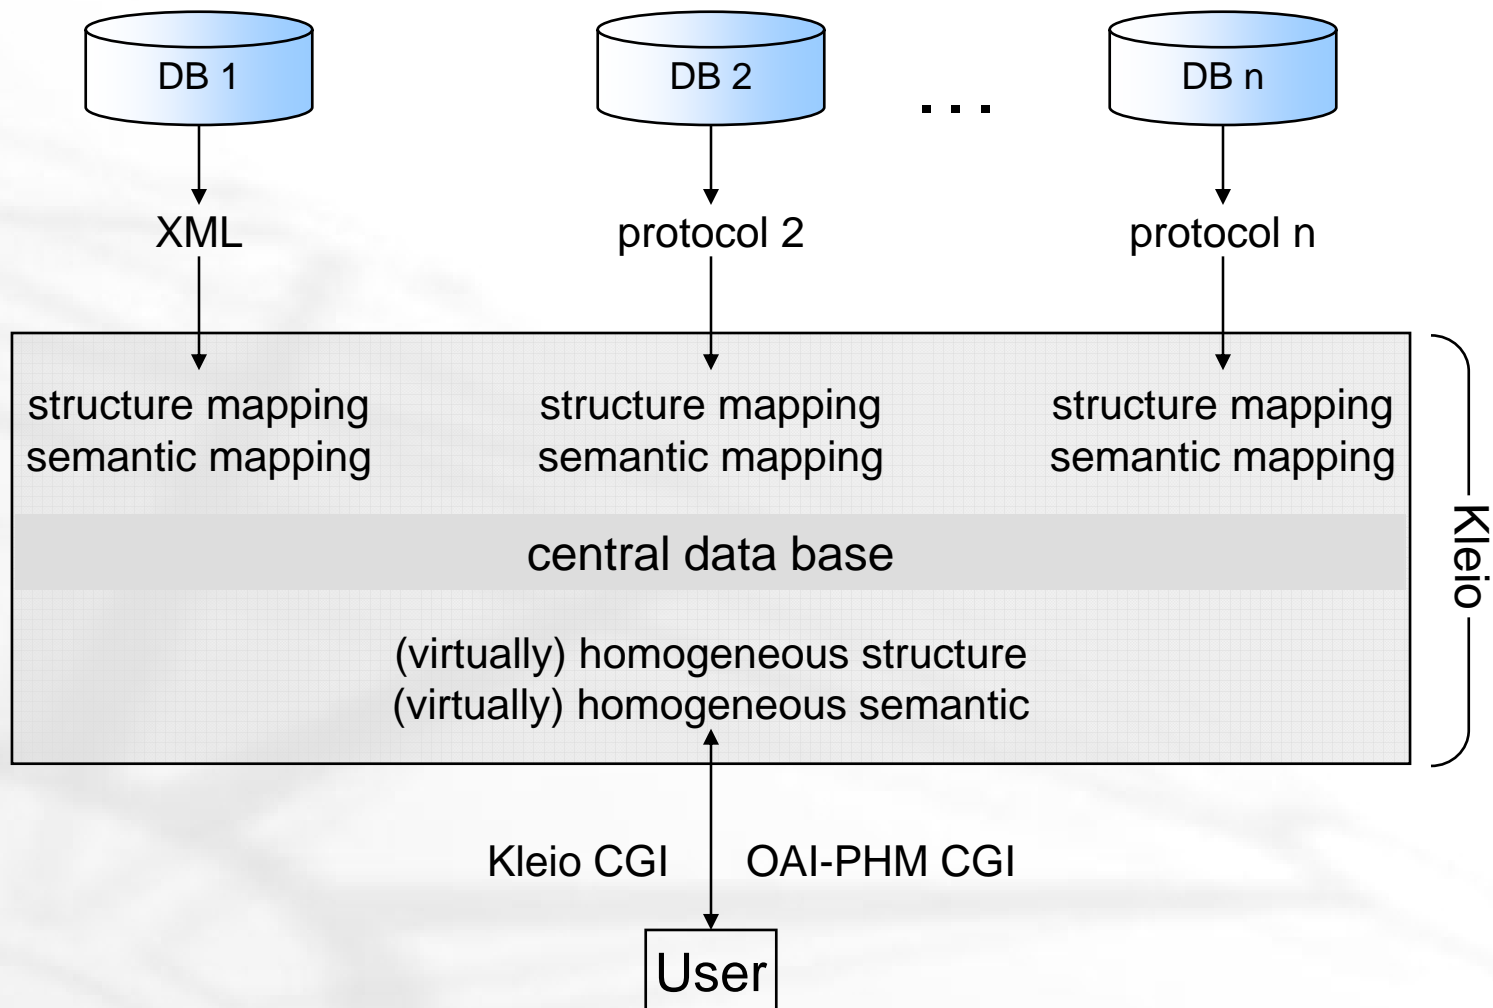 DB 1
DB 2
. . .
DB n
XML
protocol 2
protocol n
structure mapping
semantic mapping
structure mapping
semantic mapping
structure mapping
semantic mapping
central data base
(virtually) homogeneous structure
(virtually) homogeneous semantic
Kleio
Kleio CGI
OAI-PHM CGI
User